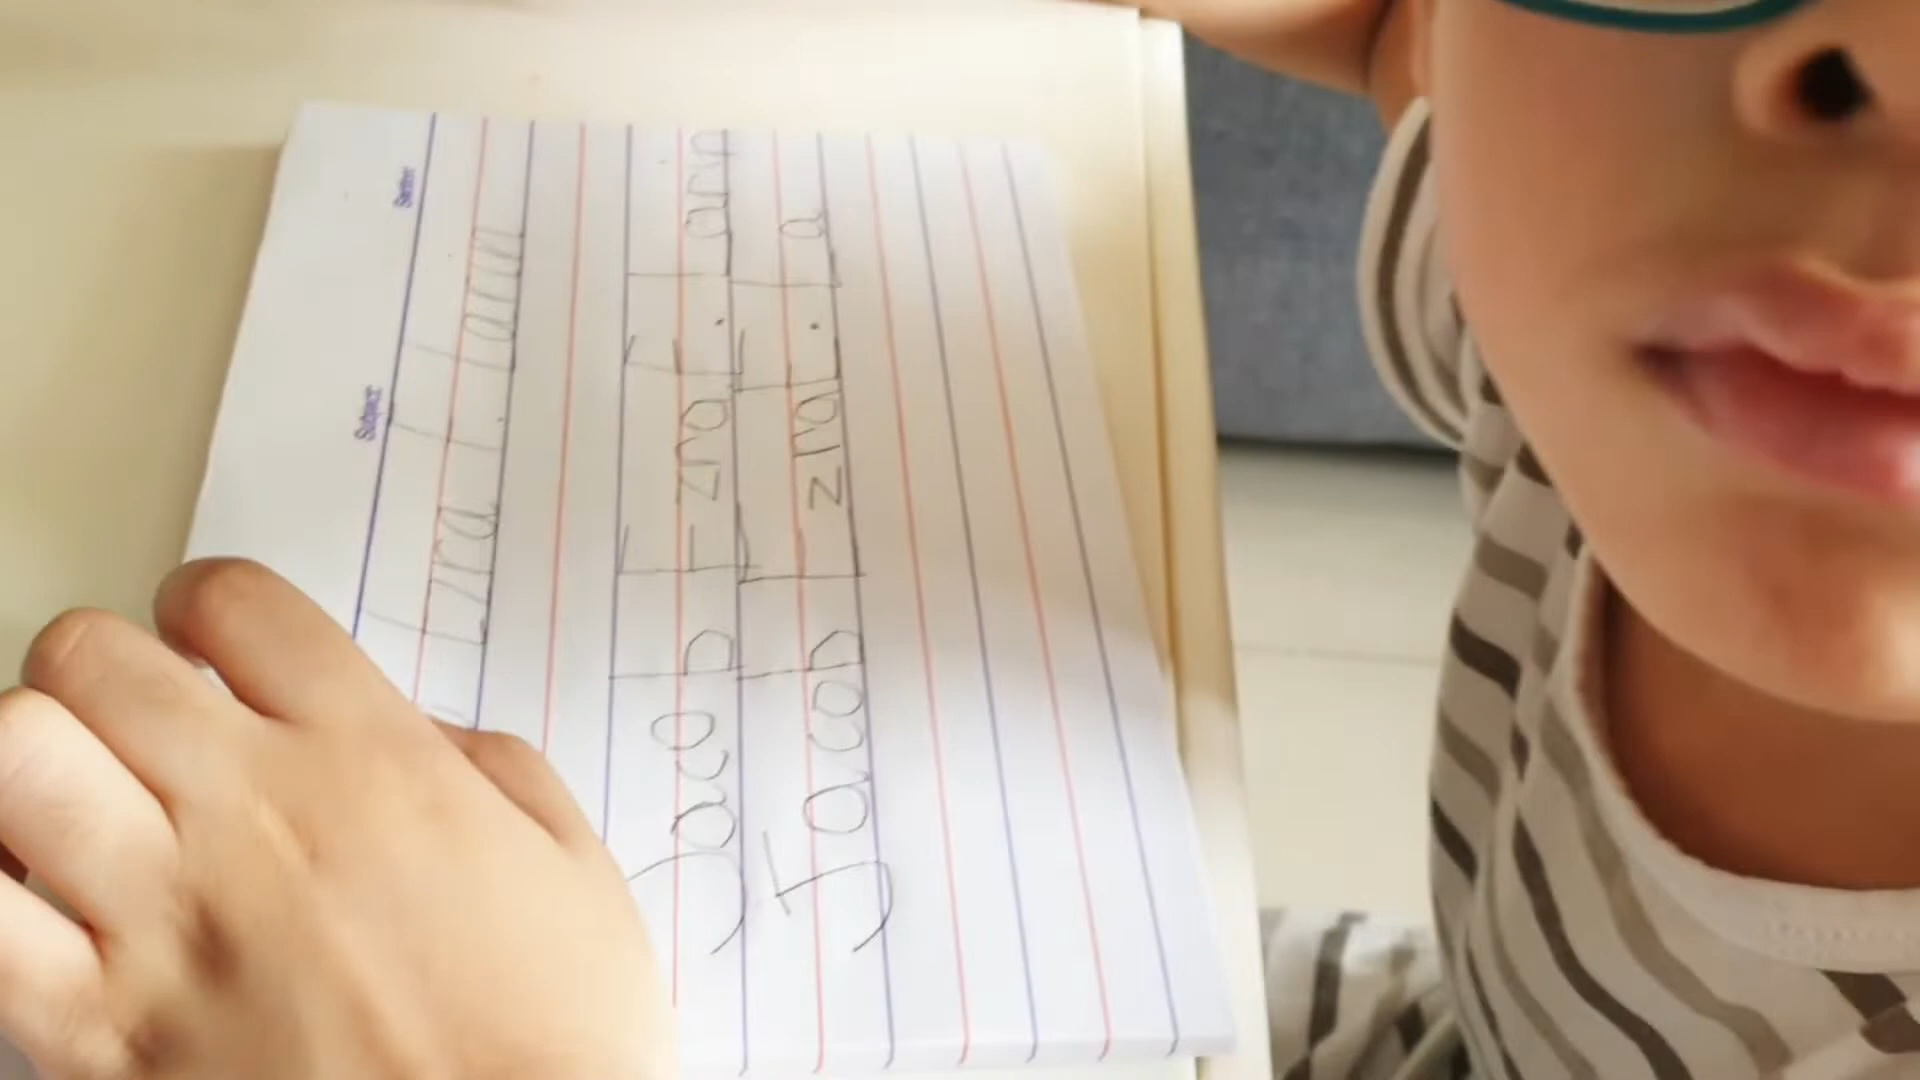 Subject
Ezra F. Lam
Jacob Ezra F. Lam
Jacob Ezra F. La